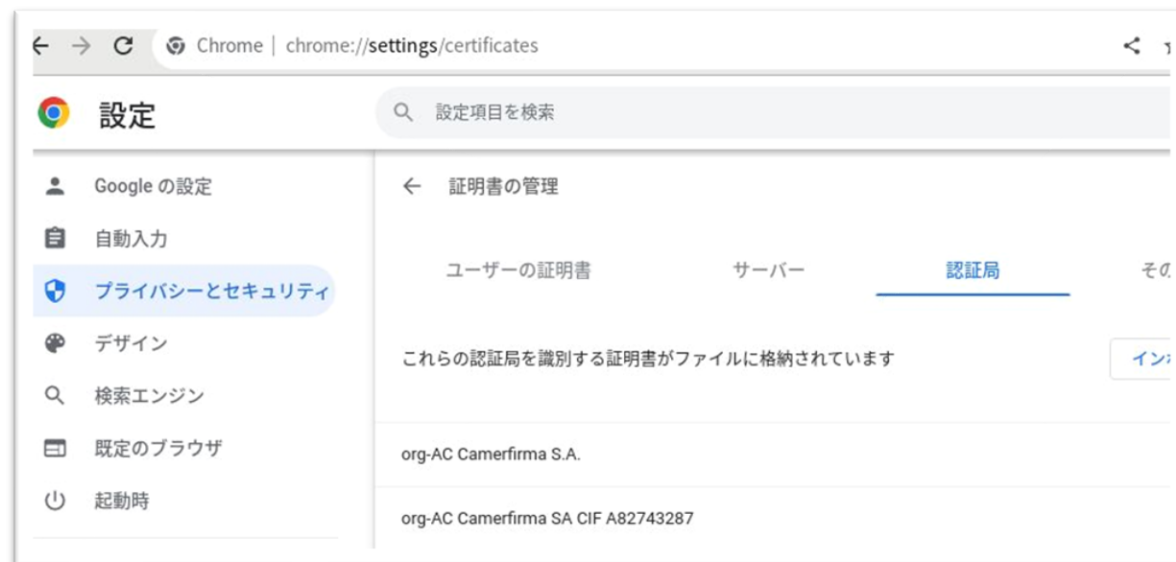 Chrome | chrome://settings/certificates
設定
設定項目を検索
Google の設定
自動入力
プライバシーとセキュリティ
デザイン
検索エンジン
既定のブラウザ
起動時
証明書の管理
ユーザーの証明書 サーバー 認証局 その
これらの認証局を識別する証明書がファイルに格納されています
イン
org-AC Camerfirma S.A.
org-AC Camerfirma SA CIF A82743287